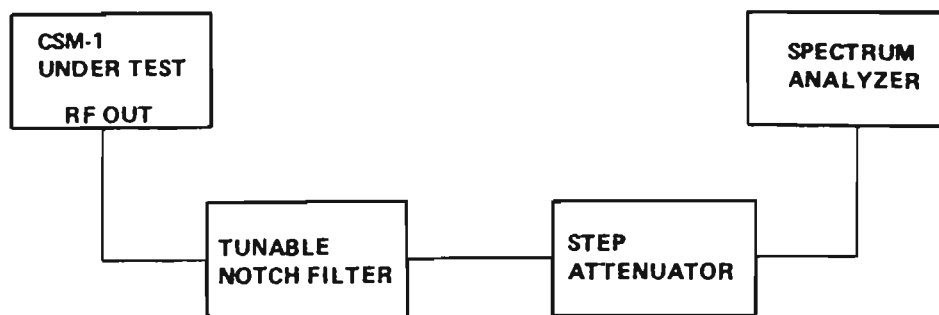 CSM-1
UNDER TEST
RF OUT
SPECTRUM
ANALYZER
TUNABLE
NOTCH FILTER
STEP
ATTENUATOR